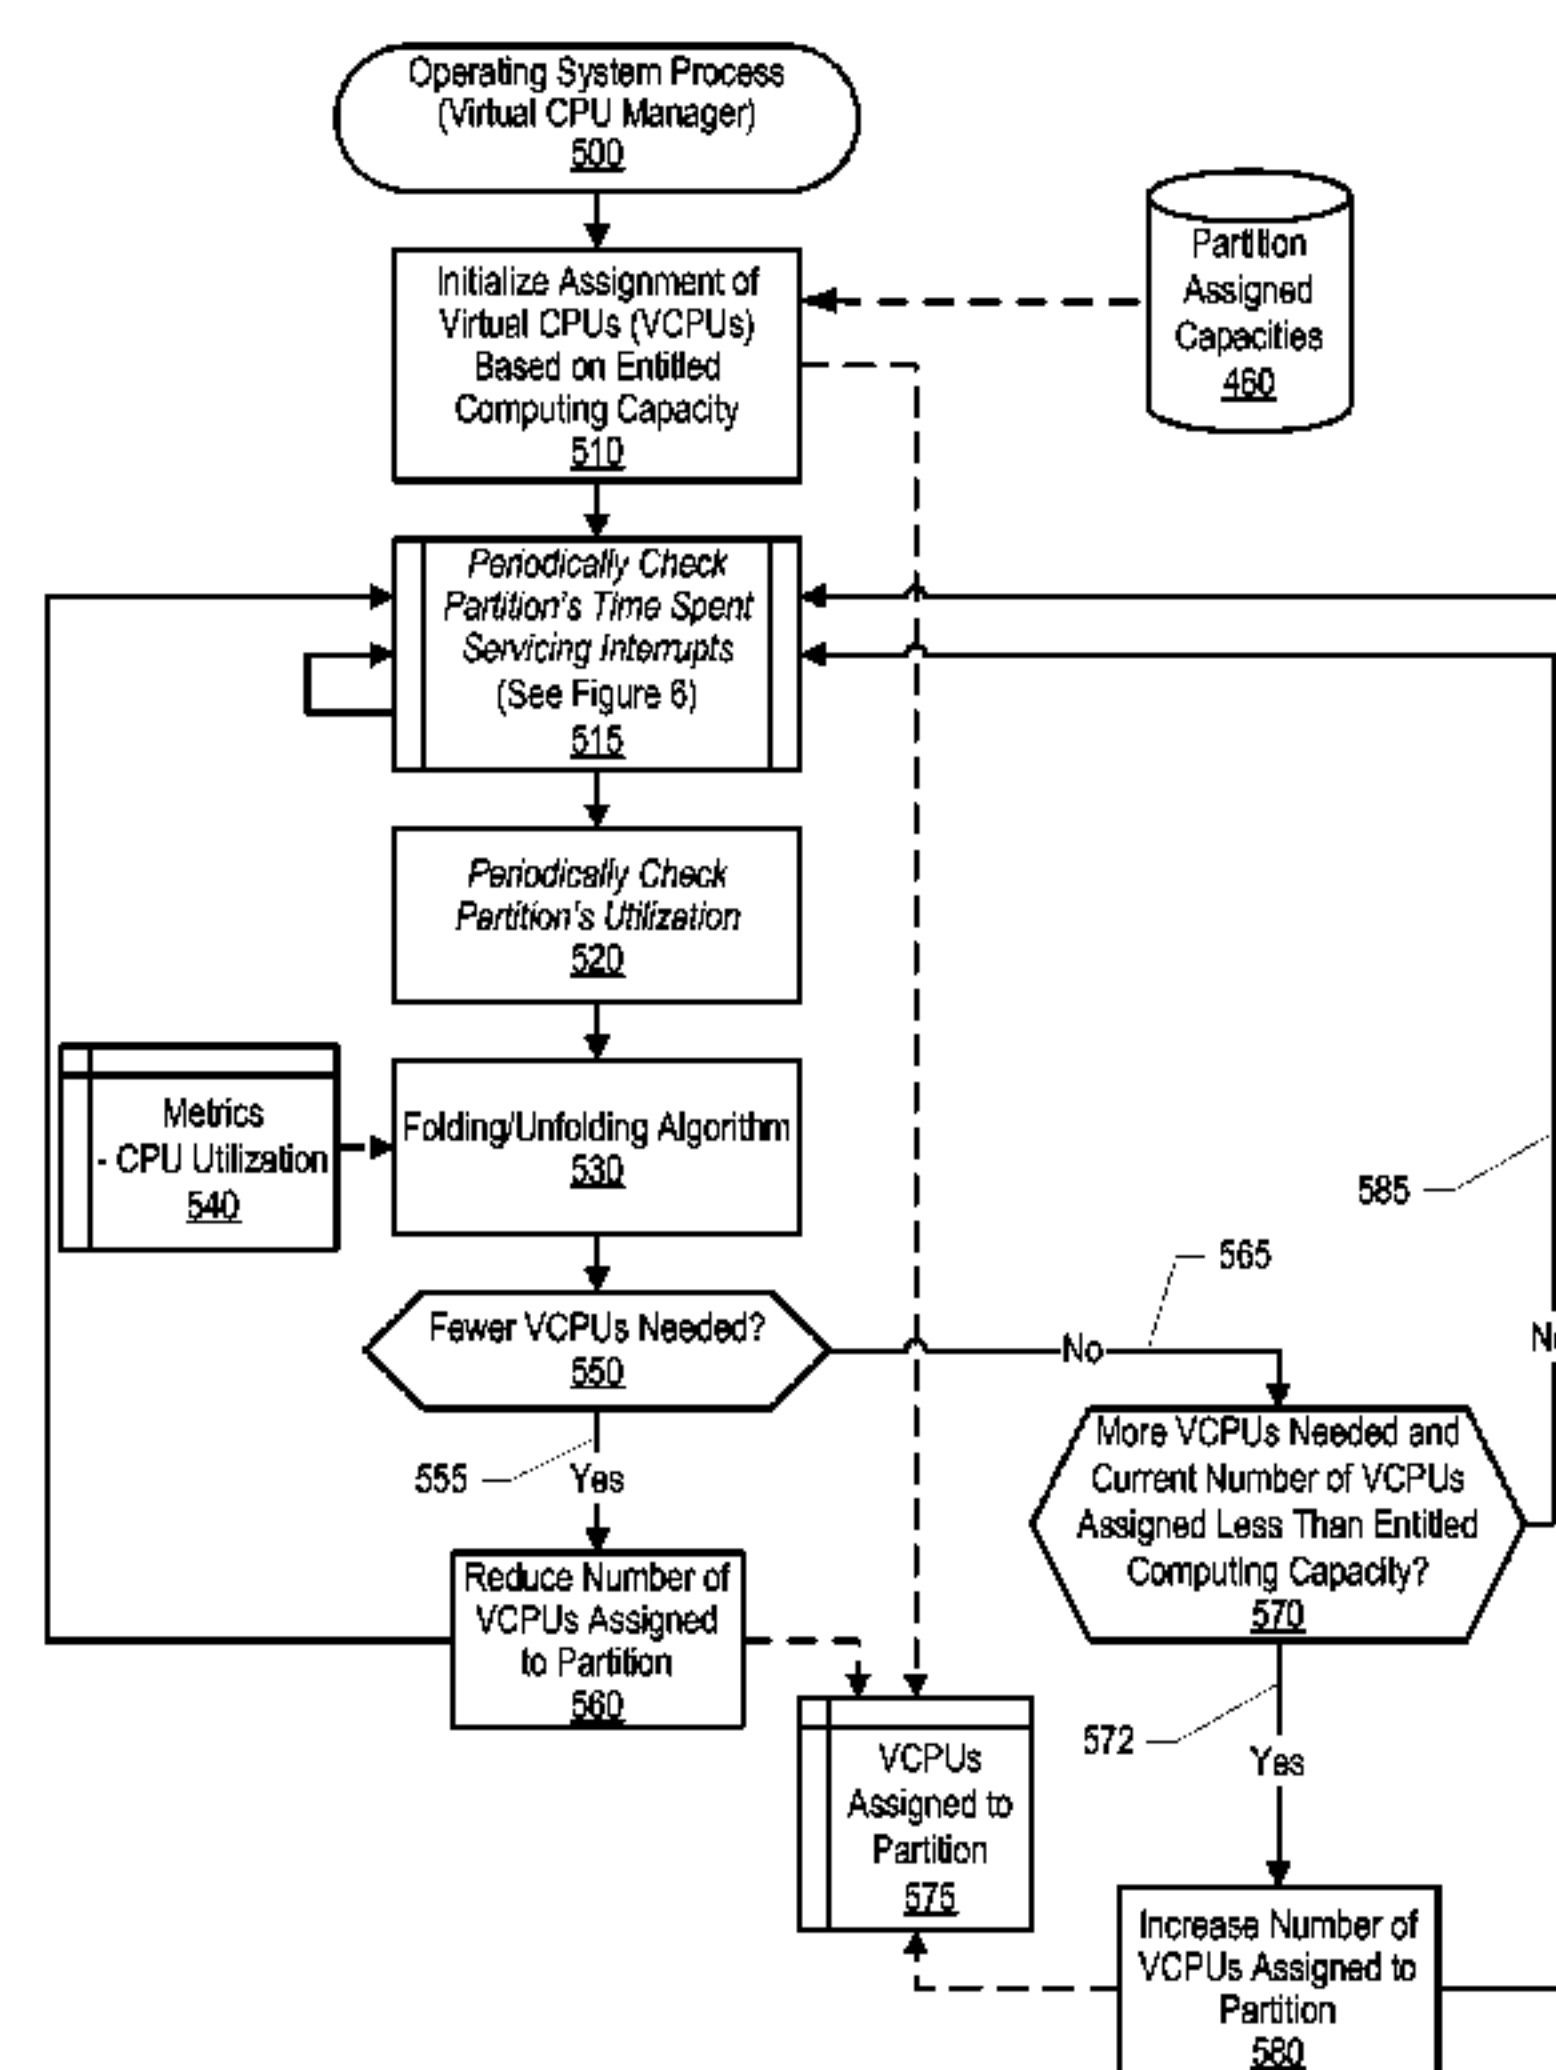 Operating System Process
(Virtual CPU Manager)
500
Partition
Assigned
Capacities
460
Initialize Assignment of
Virtual CPUs (VCPUs)
Based on Entitled
Computing Capacity
510
Periodically Check
Partition's Time Spent
Servicing Interrupts
(See Figure 6)
515
Periodically Check
Partition's Utilization
520
Metrics
- CPU Utilization
540
Folding/Unfolding Algorithm
530
585
565
Fewer VCPUs Needed?
550
No
555
Yes
More VCPUs Needed and
Current Number of VCPUs
Assigned Less Than Entitled
Computing Capacity?
570
Reduce Number of
VCPUs Assigned
to Partition
560
572
Yes
VCPUs
Assigned to
Partition
575
Increase Number of
VCPUs Assigned to
Partition
580